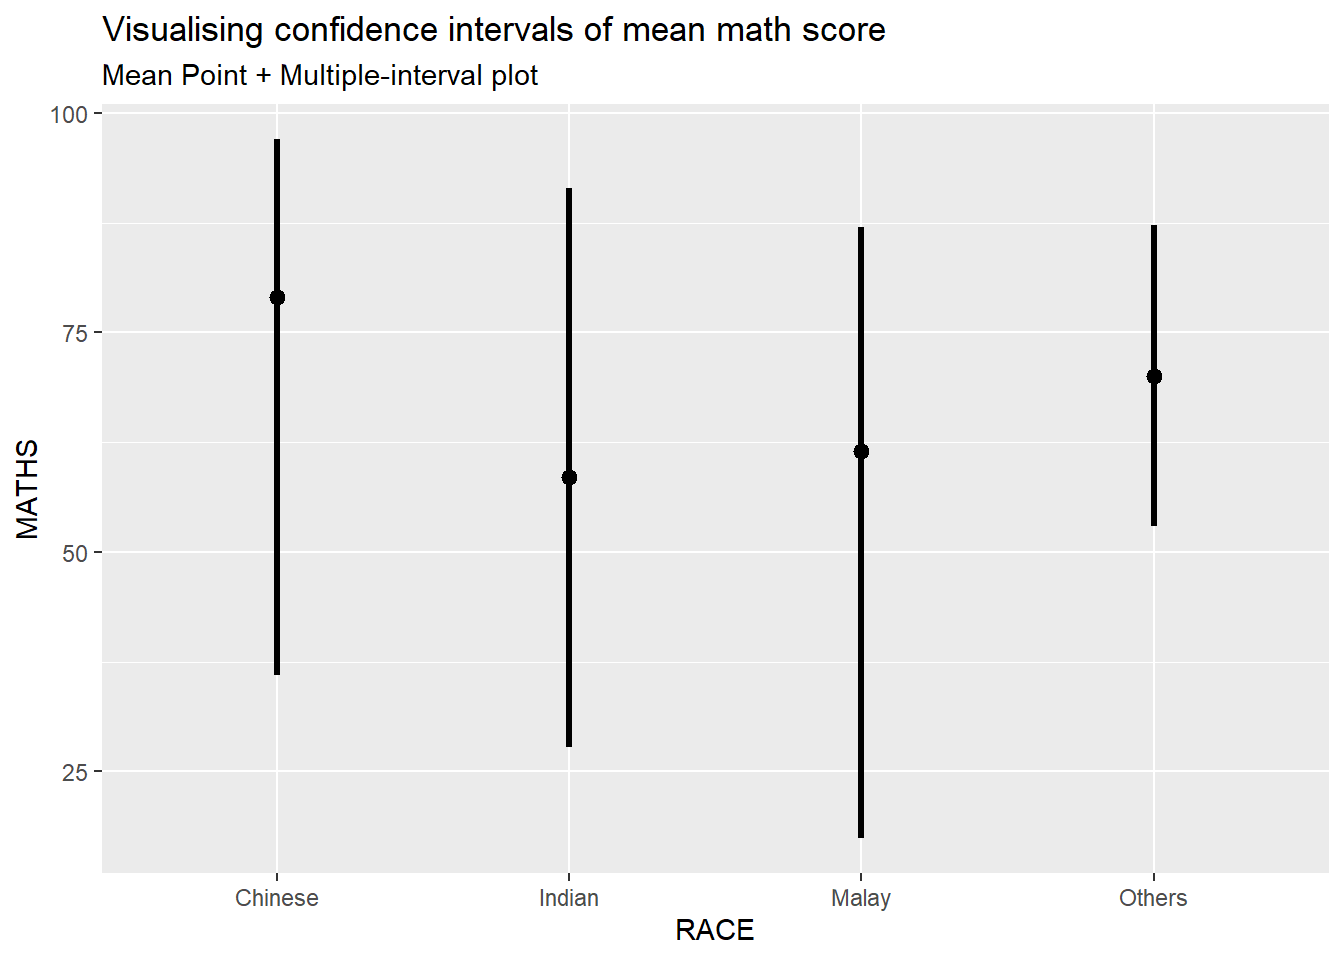 Visualising confidence intervals of mean math score
Mean Point + Multiple-interval plot
100
75
50
25
MATHS
Chinese Indian Malay Others
RACE